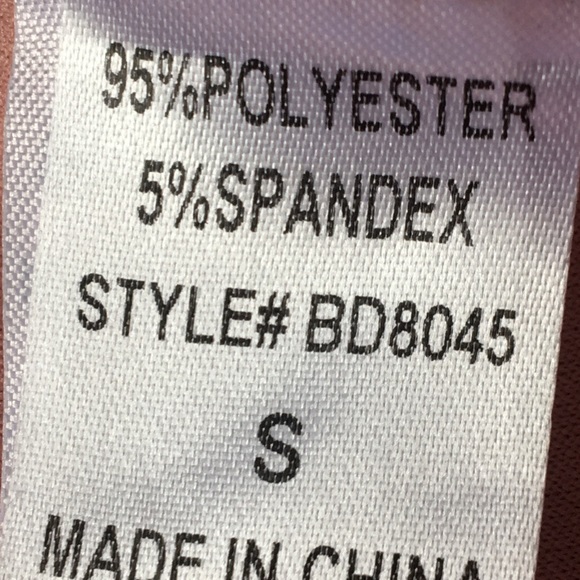 95%POLYESTER
5%SPANDEX
STYLE# BD8045
S
MADE IN CHINA